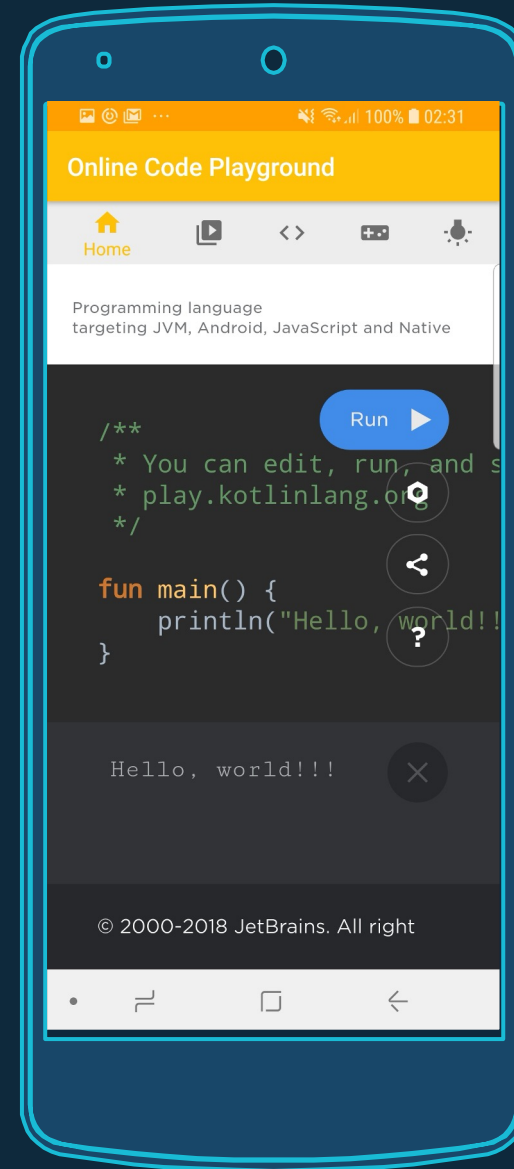 100% 02:31
Online Code Playground
Home
Programming language
targeting JVM, Android, JavaScript and Native
Run
/**
* You can edit, run, and s
* play.kotlinlang.org
*/
fun main() {
println("Hello, world!!
}
?
Hello, world!!!
© 2000-2018 JetBrains. All right